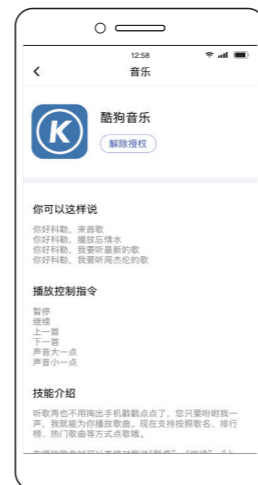 12:58
音乐
K
酷狗音乐
解除授权
你可以这样说
你好科勒，来首歌
你好科勒，播放忘情水
你好科勒，我要听最新的歌
你好科勒，我要听周杰伦的歌
播放控制指令
暂停
继续
上一首
下一首
声音大一点
声音小一点
技能介绍
听歌再也不用掏出手机戳戳点点了，您只要吩咐我一
声，我就能为你播放歌曲。现在支持按照歌名、排行
榜、热门歌曲等方式点歌哦。